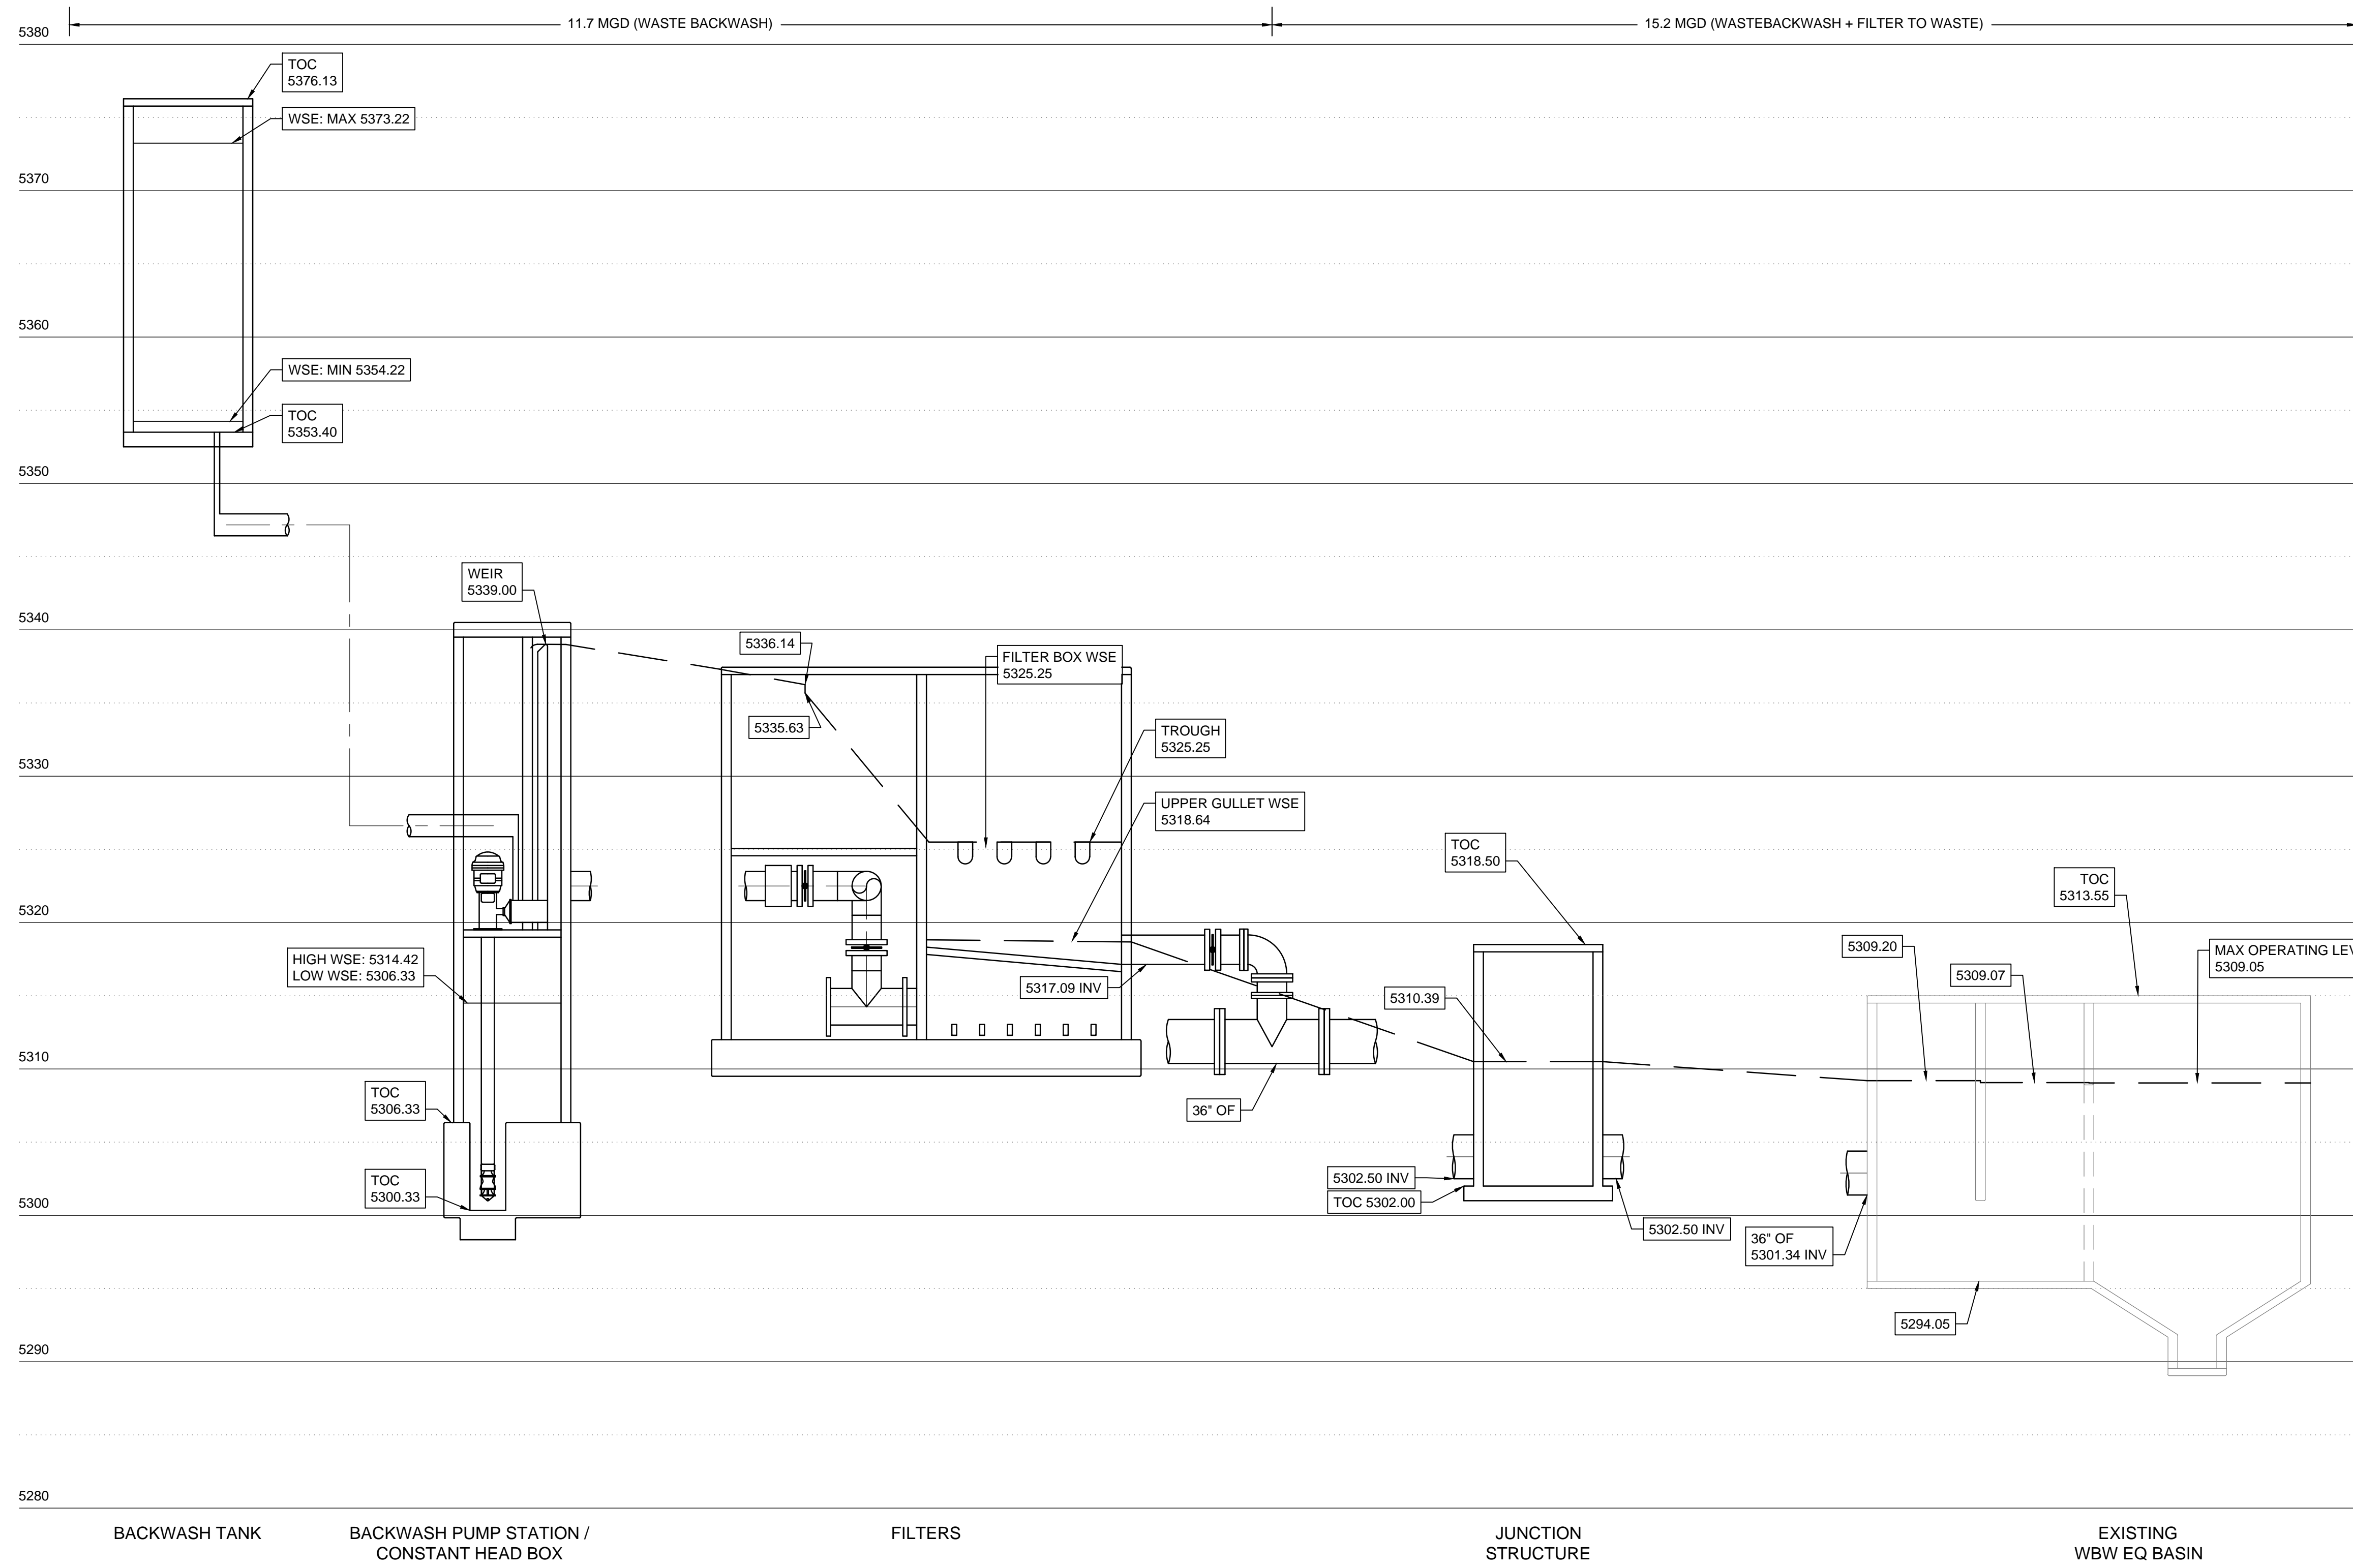 11.7 MGD (WASTE BACKWASH)
15.2 MGD (WASTEBACKWASH + FILTER TO WASTE)
5380
TOC
5376.13
WSE: MAX 5373.22
5370
5360
WSE: MIN 5354.22
TOC
5353.40
5350
WEIR
5339.00
5340
5336.14
FILTER BOX WSE
5325.25
5335.63
TROUGH
5325.25
5330
UPPER GULLET WSE
5318.64
TOC
5318.50
TOC
5313.55
5320
HIGH WSE: 5314.42
LOW WSE: 5306.33
5317.09 INV
5310.39
5309.20
5309.07
MAX OPERATING LEV
5309.05
5310
TOC
5306.33
36" OF
TOC
5300.33
5302.50 INV
TOC 5302.00
5300
5302.50 INV
36" OF
5301.34 INV
5294.05
5290
5280
BACKWASH TANK
BACKWASH PUMP STATION /
CONSTANT HEAD BOX
FILTERS
JUNCTION
STRUCTURE
EXISTING
WBW EQ BASIN